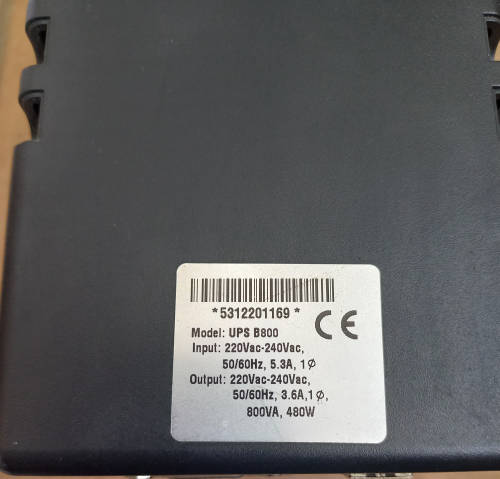 *5312201169*
CE
Model: UPS B800
Input: 220Vac-240Vac,
50/60Hz, 5.3A, 1φ
Output: 220Vac-240Vac,
50/60Hz, 3.6A,1φ,
800VA, 480W